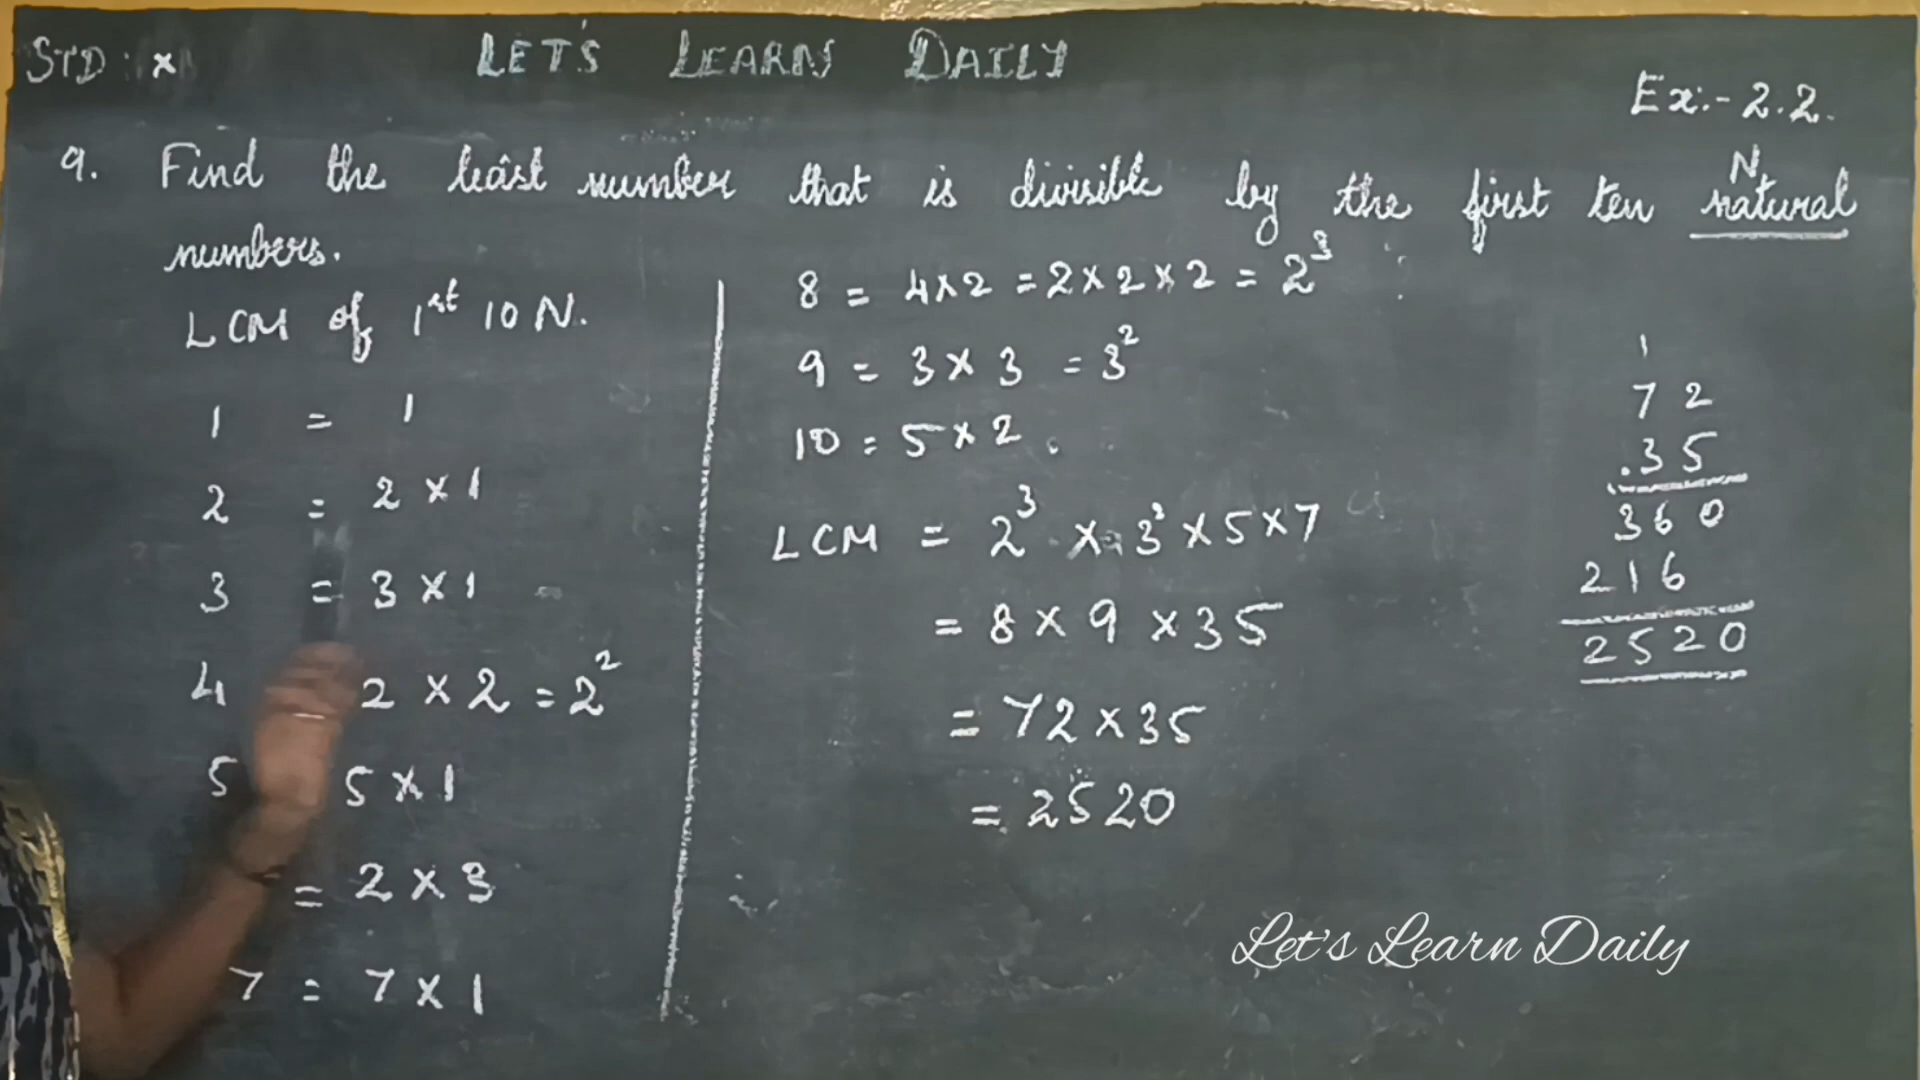 STD : X
LET'S LEARN DAILY
Ex:- 2.2.
9. Find the least number that is divisible by the first ten natural
N
numbers.
LCM of 1st 10 N.
1 = 1
2 = 2 × 1
3 = 3 × 1
4 2 × 2 = 2²
5 5 × 1
= 2 × 3
7 = 7 × 1
8 = 4×2 = 2×2×2 = 2³
9 = 3 × 3 = 3²
10 = 5 × 2
LCM = 2³ × 3² × 5 × 7
= 8 × 9 × 35
= 72 × 35
= 2520
1
72
35
360
216
2520
Let's Learn Daily